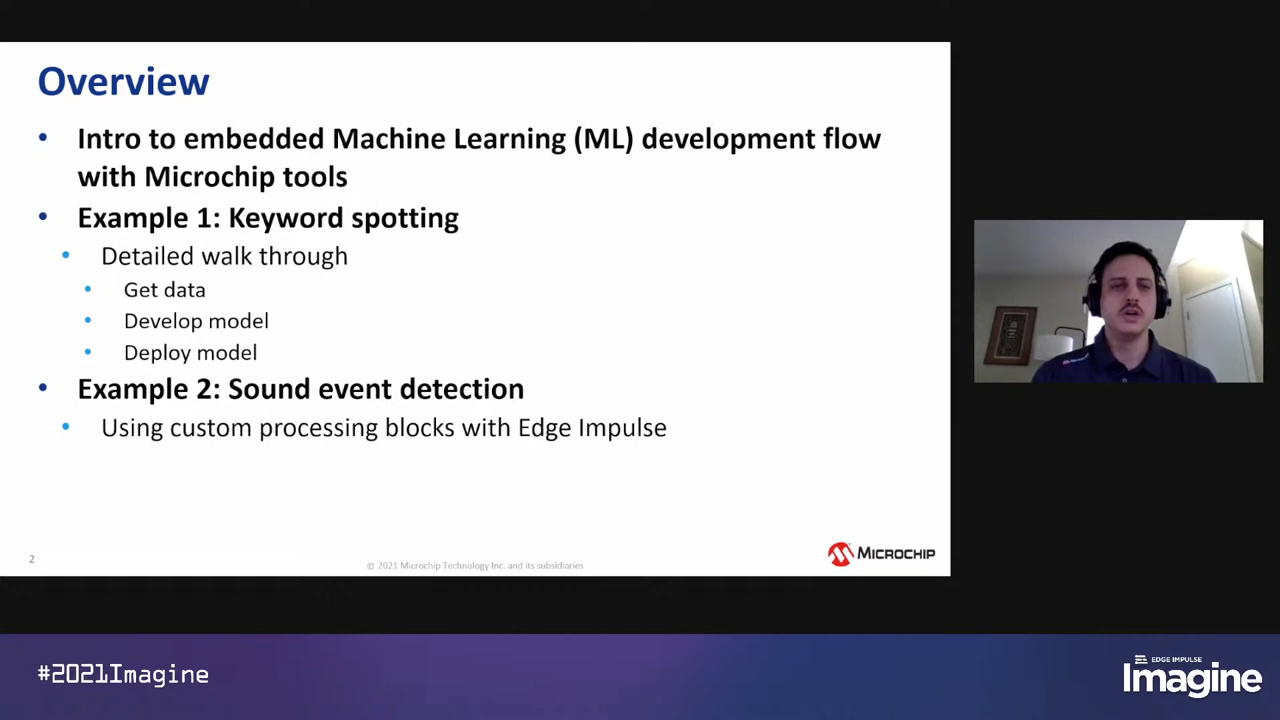 Overview
• Intro to embedded Machine Learning (ML) development flow
with Microchip tools
• Example 1: Keyword spotting
• Detailed walk through
• Get data
• Develop model
• Deploy model
• Example 2: Sound event detection
• Using custom processing blocks with Edge Impulse
2
© 2021 Microchip Technology Inc. and its subsidiaries
MICROCHIP
#2021Imagine
EDGE IMPULSE
Imagine